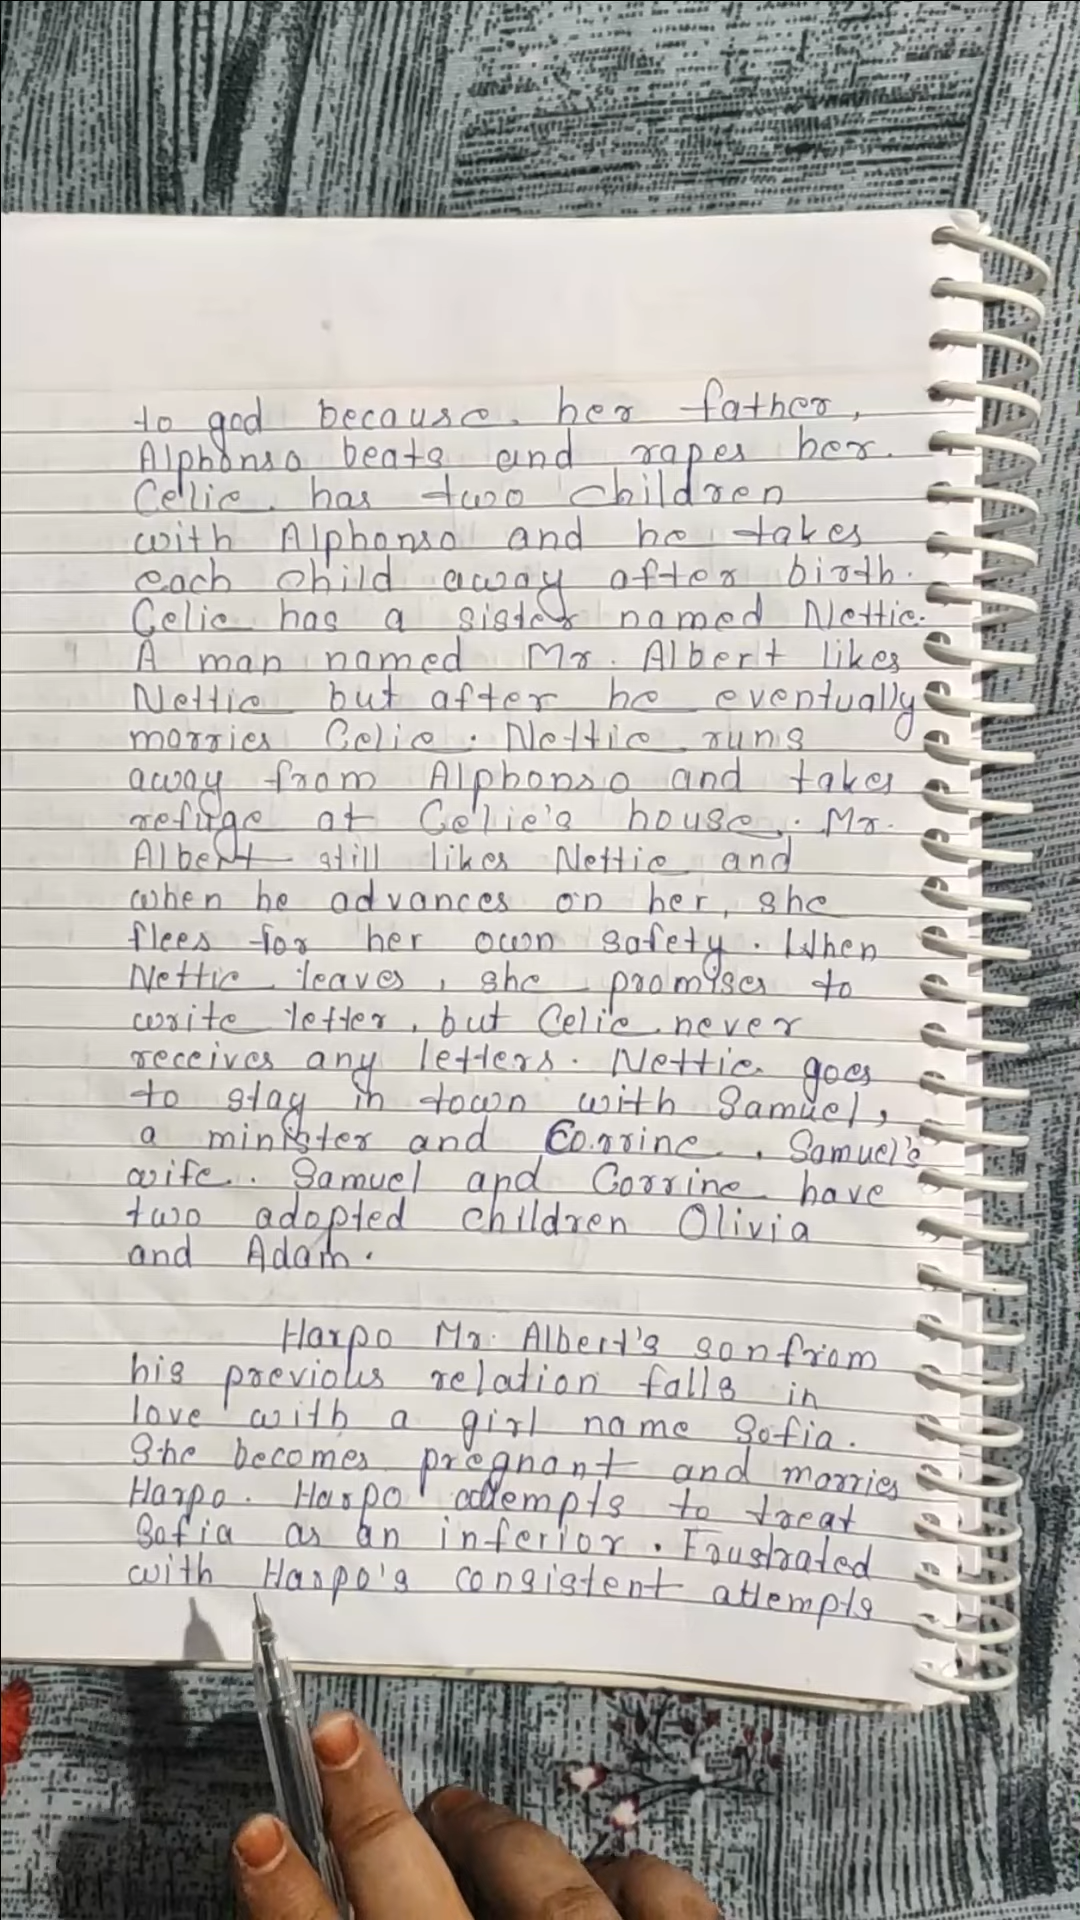 to god because her father,
Alphonso beats and rapes her.
Celie has two children
with Alphonso and he takes
each child away after birth.
Celie has a sister named Nettie.
A man named Mr. Albert likes
Nettie but after he eventually
marries Celie. Nettie runs
away from Alphonso and takes
refuge at Celie's house. Mr.
Albert still likes Nettie and
when he advances on her, she
flees for her own safety. When
Nettie leaves, she promises to
write letter, but Celie never
receives any letters. Nettie goes
to stay in town with Samuel,
a minister and Corrine, Samuel's
wife. Samuel and Corrine have
two adopted children Olivia
and Adam.
Harpo Mr. Albert's son from
his previous relation falls in
love with a girl name Sofia.
She becomes pregnant and marries
Harpo. Harpo attempts to treat
Sofia as an inferior. Frustrated
with Harpo's consistent attempts